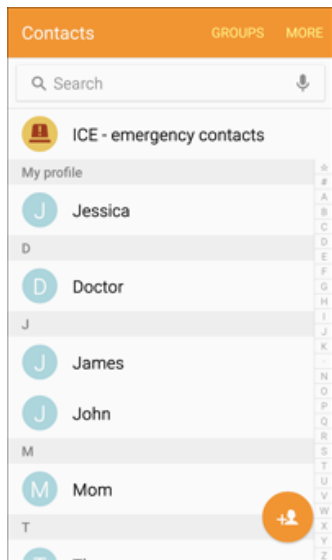 Contacts GROUPS MORE
Search
ICE - emergency contacts
My profile
J Jessica
D
D Doctor
J
J James
J John
M
M Mom
T
☆
#
A
B
C
D
E
F
G
H
I
J
K
·
N
O
P
Q
R
S
T
U
V
W
X
Y